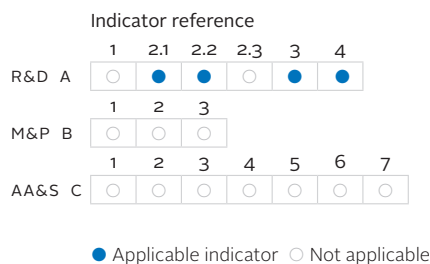 Indicator reference
1 2.1 2.2 2.3 3 4
R&D A
1 2 3
M&P B
1 2 3 4 5 6 7
AA&S C
Applicable indicator Not applicable